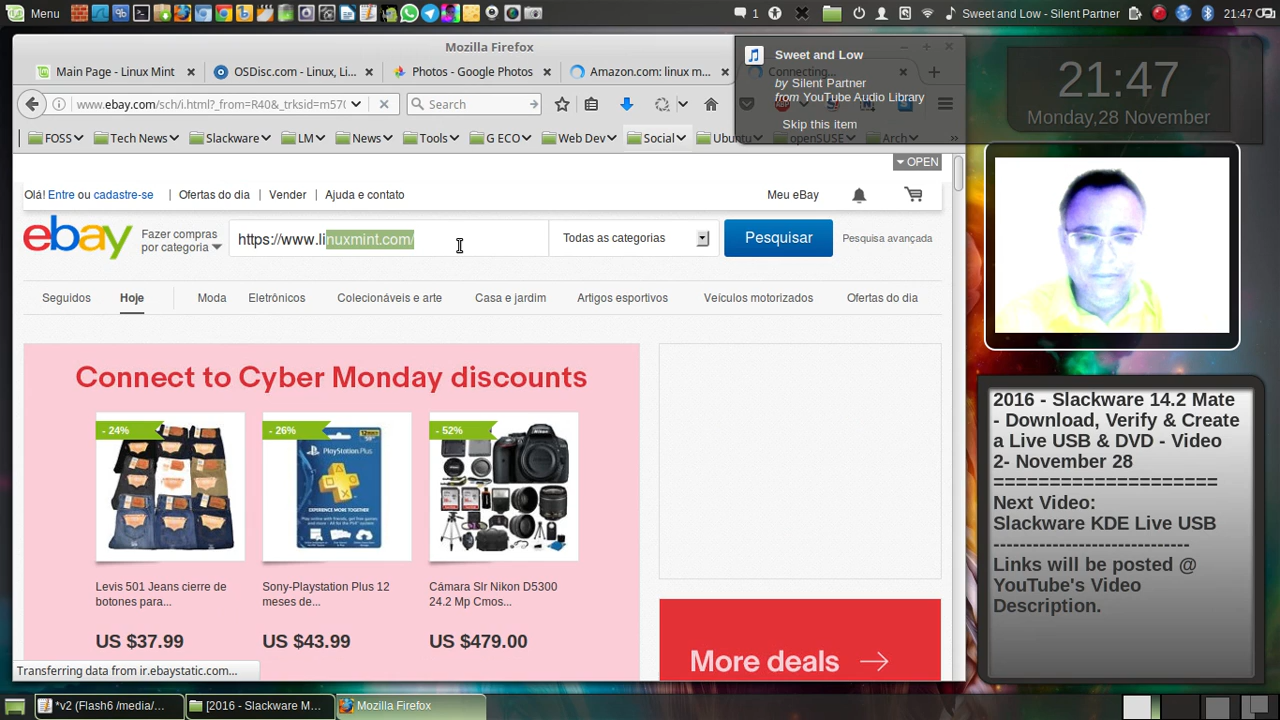 Menu
1
Sweet and Low - Silent Partner
21:47
Mozilla Firefox
Main Page - Linux Mint
OSDisc.com - Linux, Li...
Photos - Google Photos
Amazon.com: linux m...
Connecting...
Sweet and Low
by Silent Partner
from YouTube Audio Library
Skip this item
www.ebay.com/sch/i.html?_from=R40&_trksid=m570
Search
FOSS
Tech News
Slackware
LM
News
Tools
G ECO
Web Dev
Social
Ubuntu
openSUSE
Arch
OPEN
Olá! Entre ou cadastre-se
Ofertas do dia
Vender
Ajuda e contato
Meu eBay
ebay
Fazer compras
por categoria
https://www.linuxmint.com/
Todas as categorias
Pesquisar
Pesquisa avançada
Seguidos
Hoje
Moda
Eletrônicos
Colecionáveis e arte
Casa e jardim
Artigos esportivos
Veículos motorizados
Ofertas do dia
Connect to Cyber Monday discounts
- 24%
- 26%
- 52%
PlayStation Plus
Levis 501 Jeans cierre de
botones para...
Sony-Playstation Plus 12
meses de...
Cámara Slr Nikon D5300
24.2 Mp Cmos...
US $37.99
US $43.99
US $479.00
More deals
Transferring data from ir.ebaystatic.com...
21:47
Monday,28 November
2016 - Slackware 14.2 Mate
- Download, Verify & Create
a Live USB & DVD - Video
2- November 28
====================
Next Video:
Slackware KDE Live USB
------------------------------
Links will be posted @
YouTube's Video
Description.
*v2 (Flash6 /media/...
[2016 - Slackware M...
Mozilla Firefox